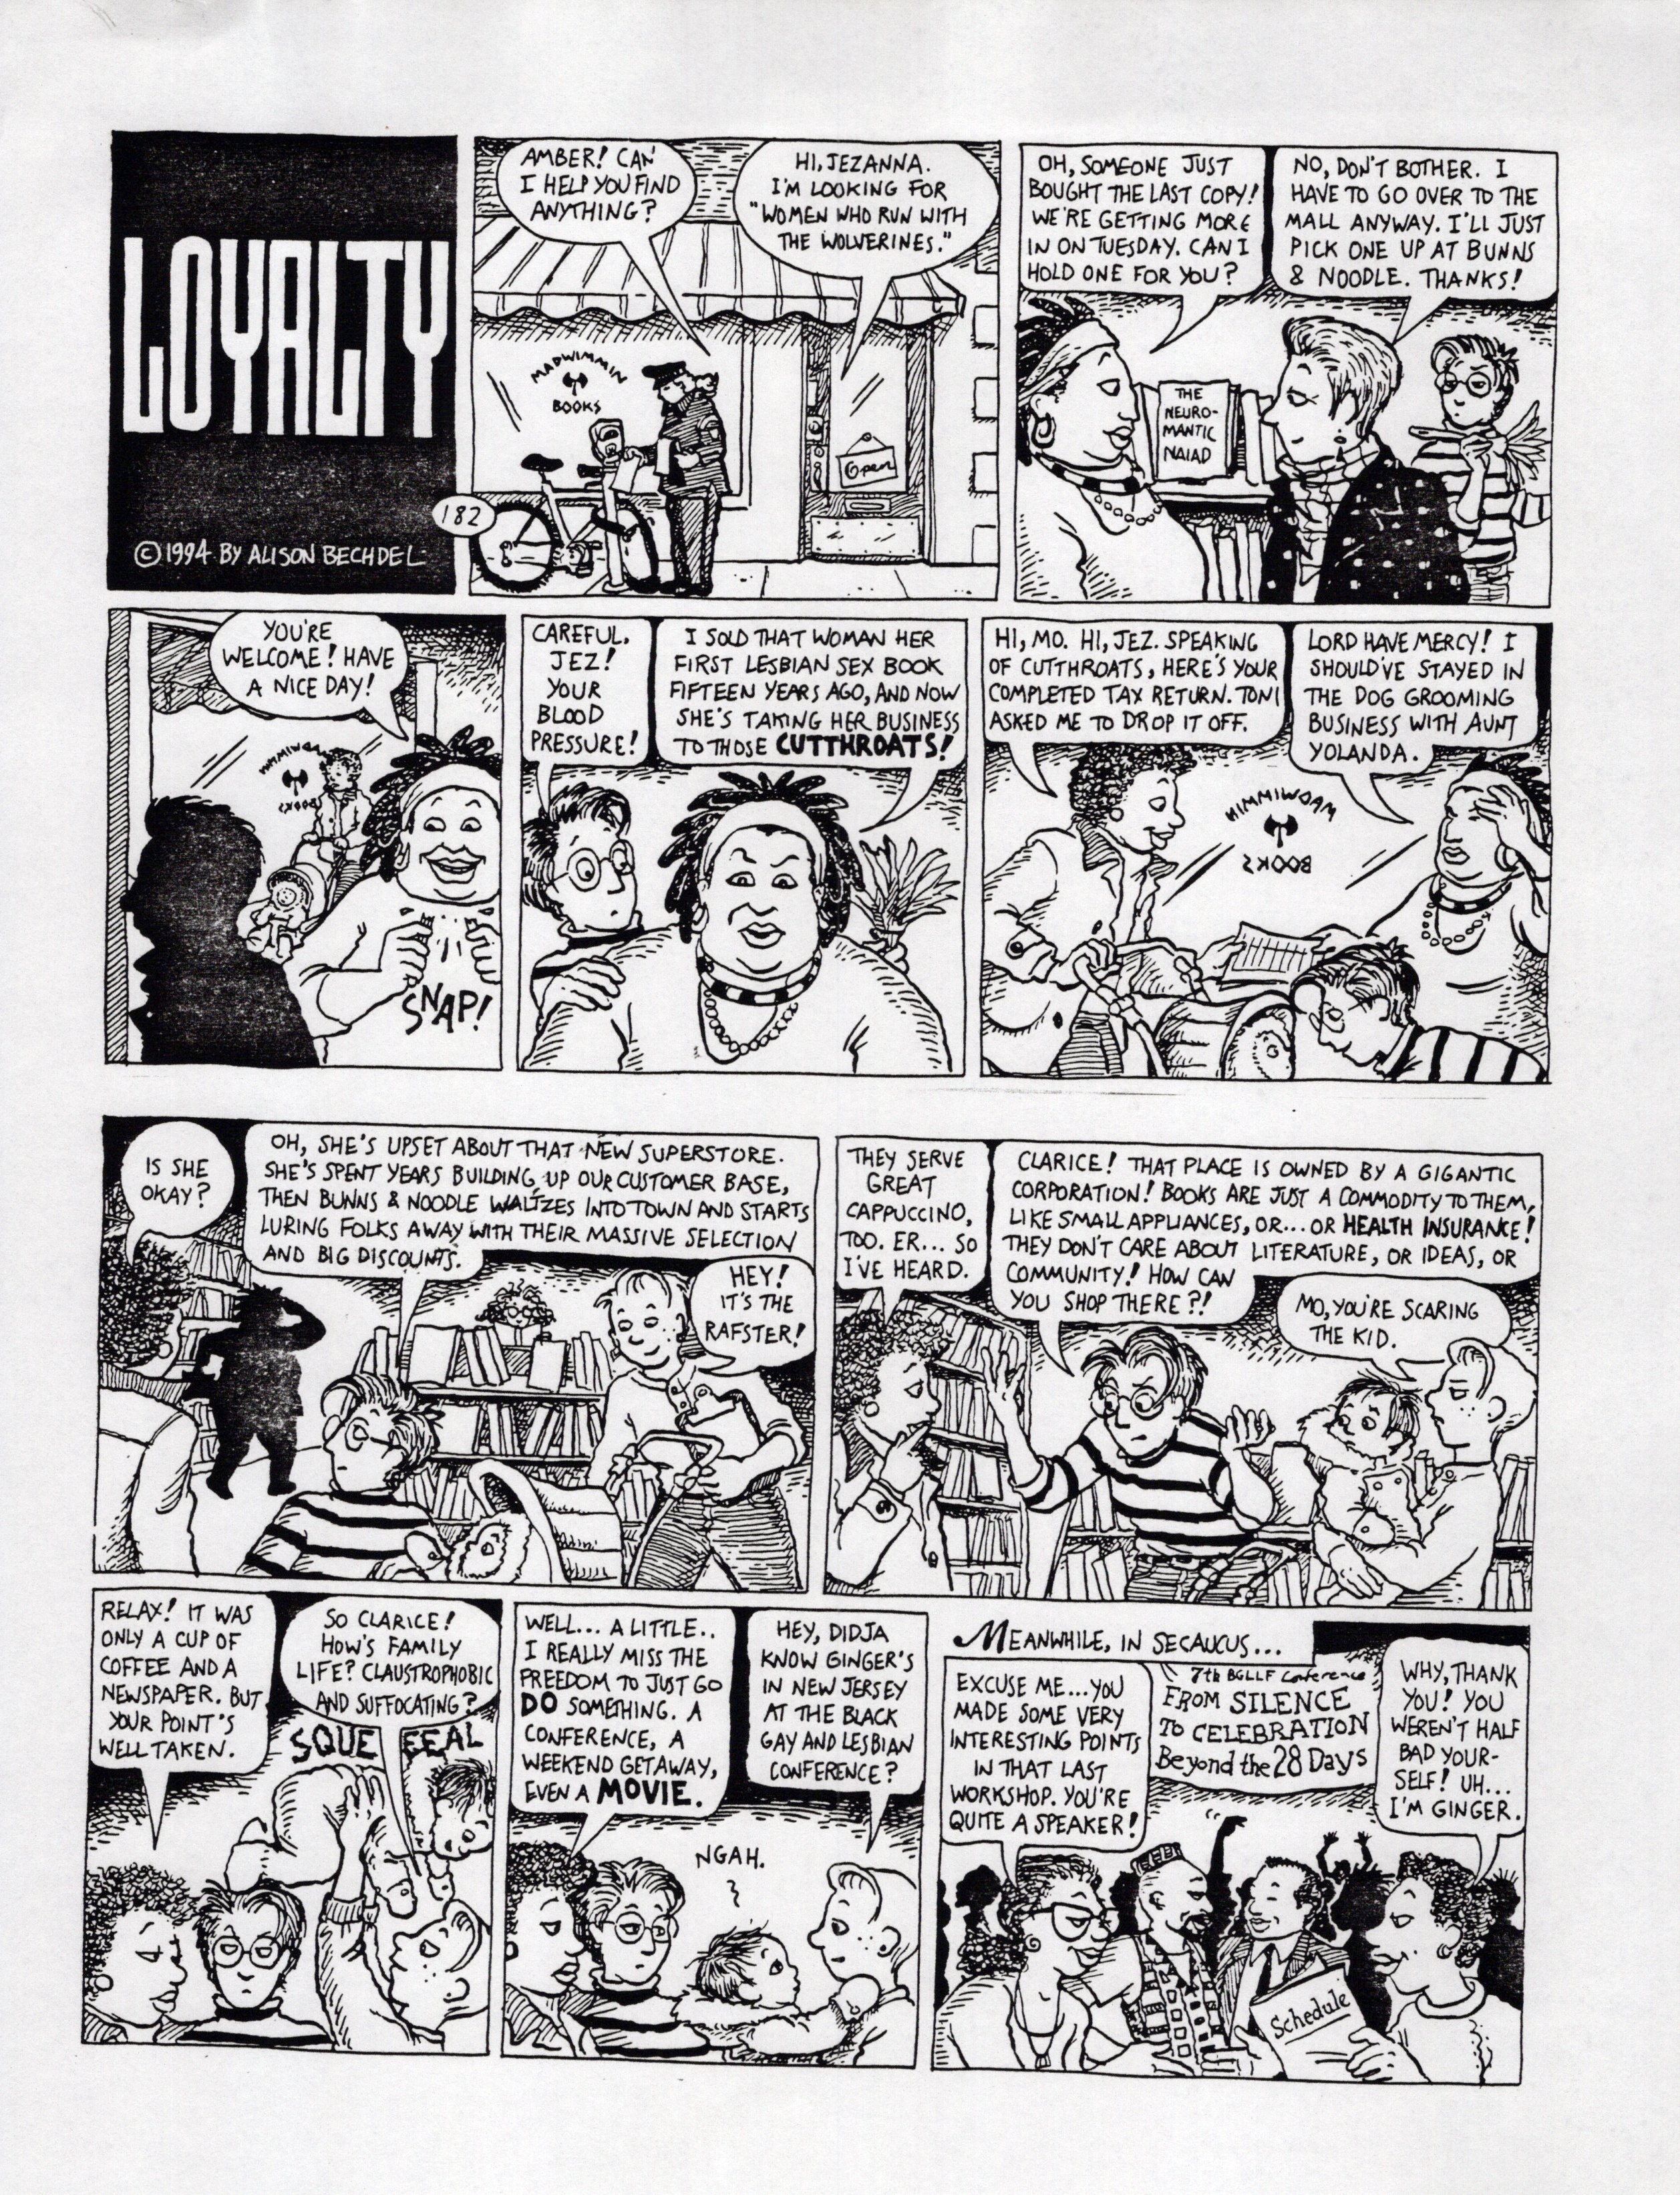 LOYALTY
© 1994 BY ALISON BECHDEL
182
AMBER! CAN
I HELP YOU FIND
ANYTHING?
HI, JEZANNA.
I'M LOOKING FOR
"WOMEN WHO RUN WITH
THE WOLVERINES."
MADWIMMIN
BOOKS
Open
OH, SOMEONE JUST
BOUGHT THE LAST COPY!
WE'RE GETTING MORE
IN ON TUESDAY. CAN I
HOLD ONE FOR YOU?
NO, DON'T BOTHER. I
HAVE TO GO OVER TO THE
MALL ANYWAY. I'LL JUST
PICK ONE UP AT BUNNS
& NOODLE. THANKS!
THE
NEURO-
MANTIC
NAIAD
YOU'RE
WELCOME! HAVE
A NICE DAY!
MADWIMMIN
BOOKS
SNAP!
CAREFUL,
JEZ!
YOUR
BLOOD
PRESSURE!
I SOLD THAT WOMAN HER
FIRST LESBIAN SEX BOOK
FIFTEEN YEARS AGO, AND NOW
SHE'S TAKING HER BUSINESS
TO THOSE CUTTHROATS!
HI, MO. HI, JEZ. SPEAKING
OF CUTTHROATS, HERE'S YOUR
COMPLETED TAX RETURN. TONI
ASKED ME TO DROP IT OFF.
LORD HAVE MERCY! I
SHOULD'VE STAYED IN
THE DOG GROOMING
BUSINESS WITH AUNT
YOLANDA.
MADWIMMIN
BOOKS
IS SHE
OKAY?
OH, SHE'S UPSET ABOUT THAT NEW SUPERSTORE.
SHE'S SPENT YEARS BUILDING UP OUR CUSTOMER BASE,
THEN BUNNS & NOODLE WALTZES INTO TOWN AND STARTS
LURING FOLKS AWAY WITH THEIR MASSIVE SELECTION
AND BIG DISCOUNTS.
HEY!
IT'S THE
RAFSTER!
THEY SERVE
GREAT
CAPPUCCINO,
TOO. ER... SO
I'VE HEARD.
CLARICE! THAT PLACE IS OWNED BY A GIGANTIC
CORPORATION! BOOKS ARE JUST A COMMODITY TO THEM,
LIKE SMALL APPLIANCES, OR... OR HEALTH INSURANCE!
THEY DON'T CARE ABOUT LITERATURE, OR IDEAS, OR
COMMUNITY! HOW CAN
YOU SHOP THERE?!
MO, YOU'RE SCARING
THE KID.
RELAX! IT WAS
ONLY A CUP OF
COFFEE AND A
NEWSPAPER. BUT
YOUR POINT'S
WELL TAKEN.
SO CLARICE!
HOW'S FAMILY
LIFE? CLAUSTROPHOBIC
AND SUFFOCATING?
SQUEEEAL
WELL... A LITTLE..
I REALLY MISS THE
FREEDOM TO JUST GO
DO SOMETHING. A
CONFERENCE, A
WEEKEND GETAWAY,
EVEN A MOVIE.
HEY, DIDJA
KNOW GINGER'S
IN NEW JERSEY
AT THE BLACK
GAY AND LESBIAN
CONFERENCE?
NGAH.
MEANWHILE, IN SECAUCUS...
EXCUSE ME... YOU
MADE SOME VERY
INTERESTING POINTS
IN THAT LAST
WORKSHOP. YOU'RE
QUITE A SPEAKER!
7th BGLLF Conference
FROM SILENCE
TO CELEBRATION
Beyond the 28 Days
WHY, THANK
YOU! YOU
WEREN'T HALF
BAD YOUR-
SELF! UH...
I'M GINGER.
Schedule